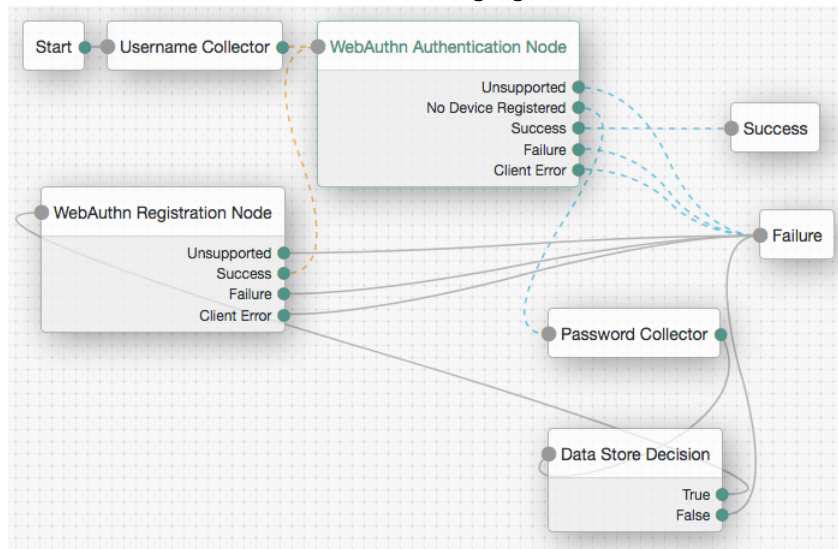 Start
Username Collector
WebAuthn Authentication Node
Unsupported
No Device Registered
Success
Failure
Client Error
Success
WebAuthn Registration Node
Unsupported
Success
Failure
Client Error
Failure
Password Collector
Data Store Decision
True
False